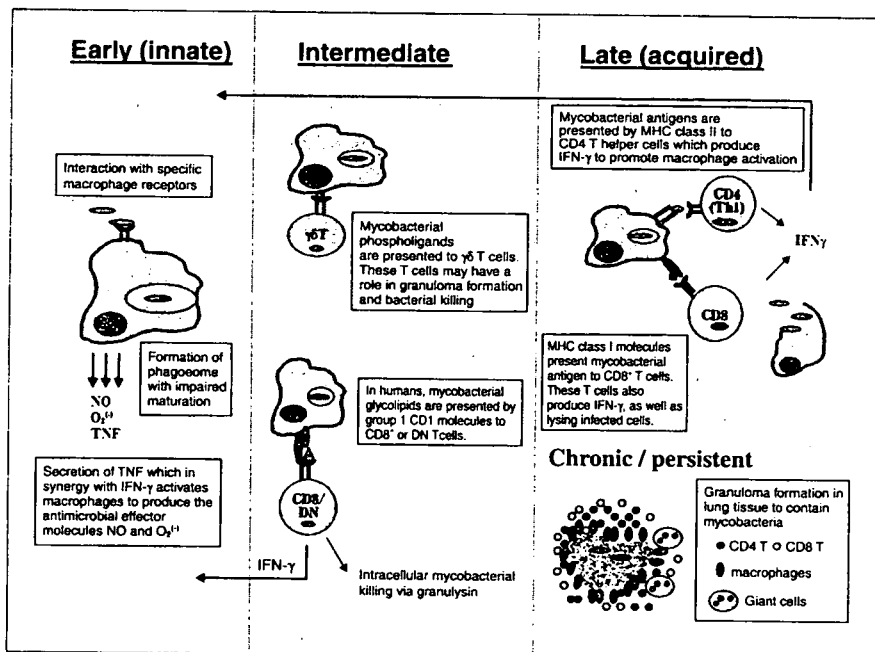 Early (innate)
Interaction with specific
macrophage receptors
Formation of
phagosome
with impaired
maturation
NO
O₂⁽⁻⁾
TNF
Secretion of TNF which in
synergy with IFN-γ activates
macrophages to produce the
antimicrobial effector
molecules NO and O₂⁽⁻⁾
Intermediate
γδT
Mycobacterial
phospholigands
are presented to γδ T cells.
These T cells may have a
role in granuloma formation
and bacterial killing
In humans, mycobacterial
glycolipids are presented by
group 1 CD1 molecules to
CD8⁺ or DN Tcells.
CD8/
DN
IFN-γ
Intracellular mycobacterial
killing via granulysin
Late (acquired)
Mycobacterial antigens are
presented by MHC class II to
CD4 T helper cells which produce
IFN-γ to promote macrophage activation
CD4
(Th1)
IFNγ
CD8
MHC class I molecules
present mycobacterial
antigen to CD8⁺ T cells.
These T cells also
produce IFN-γ, as well as
lysing infected cells.
Chronic / persistent
Granuloma formation in
lung tissue to contain
mycobacteria
CD4 T CD8 T
macrophages
Giant cells